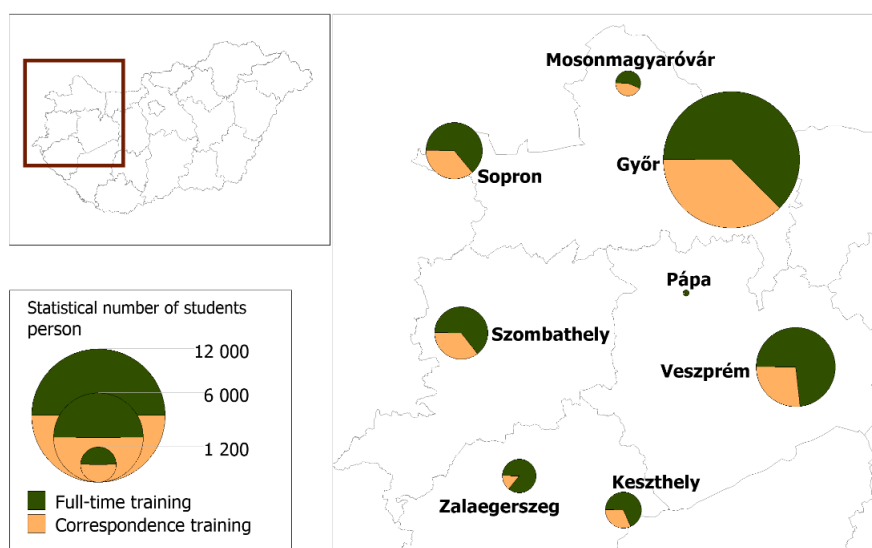 Mosonmagyaróvár
Sopron
Győr
Pápa
Szombathely
Veszprém
Zalaegerszeg
Keszthely
Statistical number of students
person
12 000
6 000
1 200
Full-time training
Correspondence training